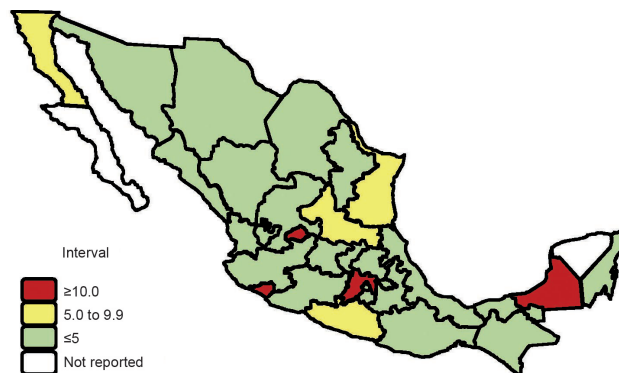 Interval
≥10.0
5.0 to 9.9
≤5
Not reported